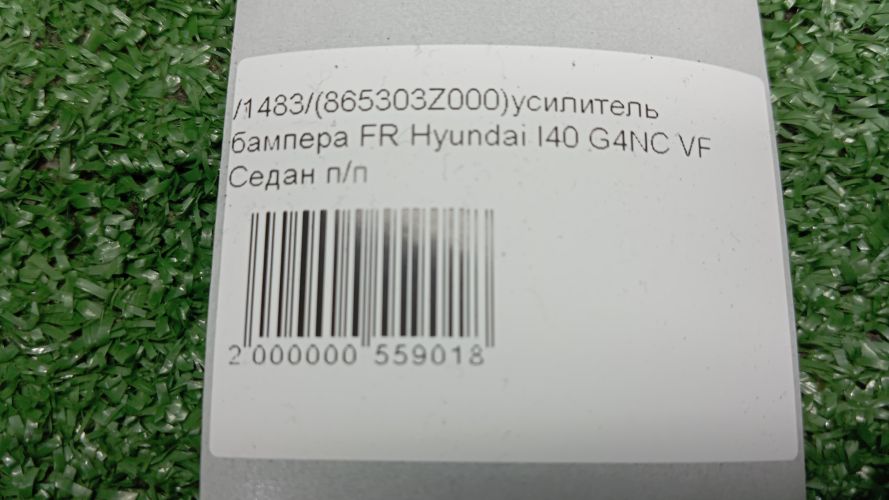 /1483/(865303Z000)усилитель
бампера FR Hyundai I40 G4NC VF
Седан п/п
2 000000 559018